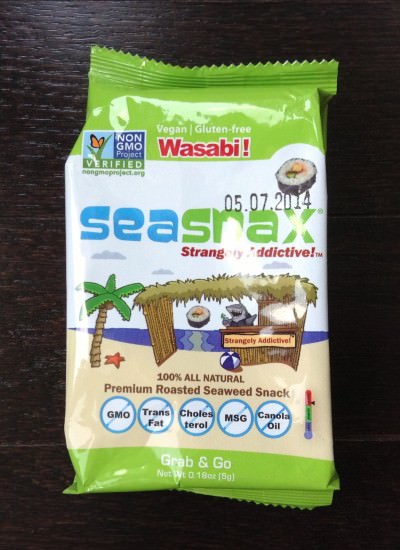 NON
GMO
Project
VERIFIED
nongmoproject.org
Vegan | Gluten-free
Wasabi!
05.07.2014
seasnax®
Strangely Addictive!™
Strangely Addictive!
100% ALL NATURAL
Premium Roasted Seaweed Snack
GMO
Trans
Fat
Choles
terol
MSG
Canola
Oil
Grab & Go
Net Wt 0.18oz (5g)